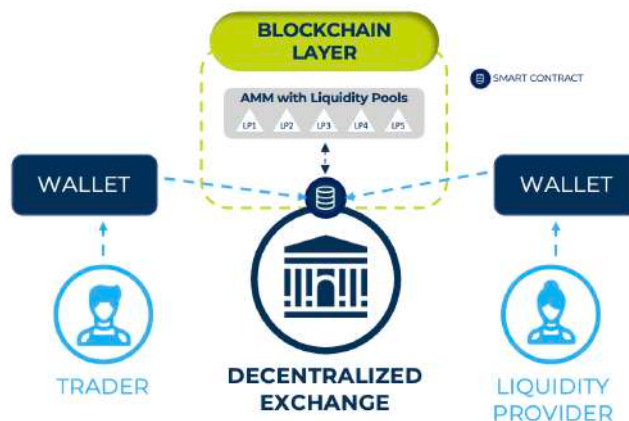 BLOCKCHAIN
LAYER
SMART CONTRACT
AMM with Liquidity Pools
LP1 LP2 LP3 LP4 LP5
WALLET
WALLET
TRADER
DECENTRALIZED
EXCHANGE
LIQUIDITY
PROVIDER